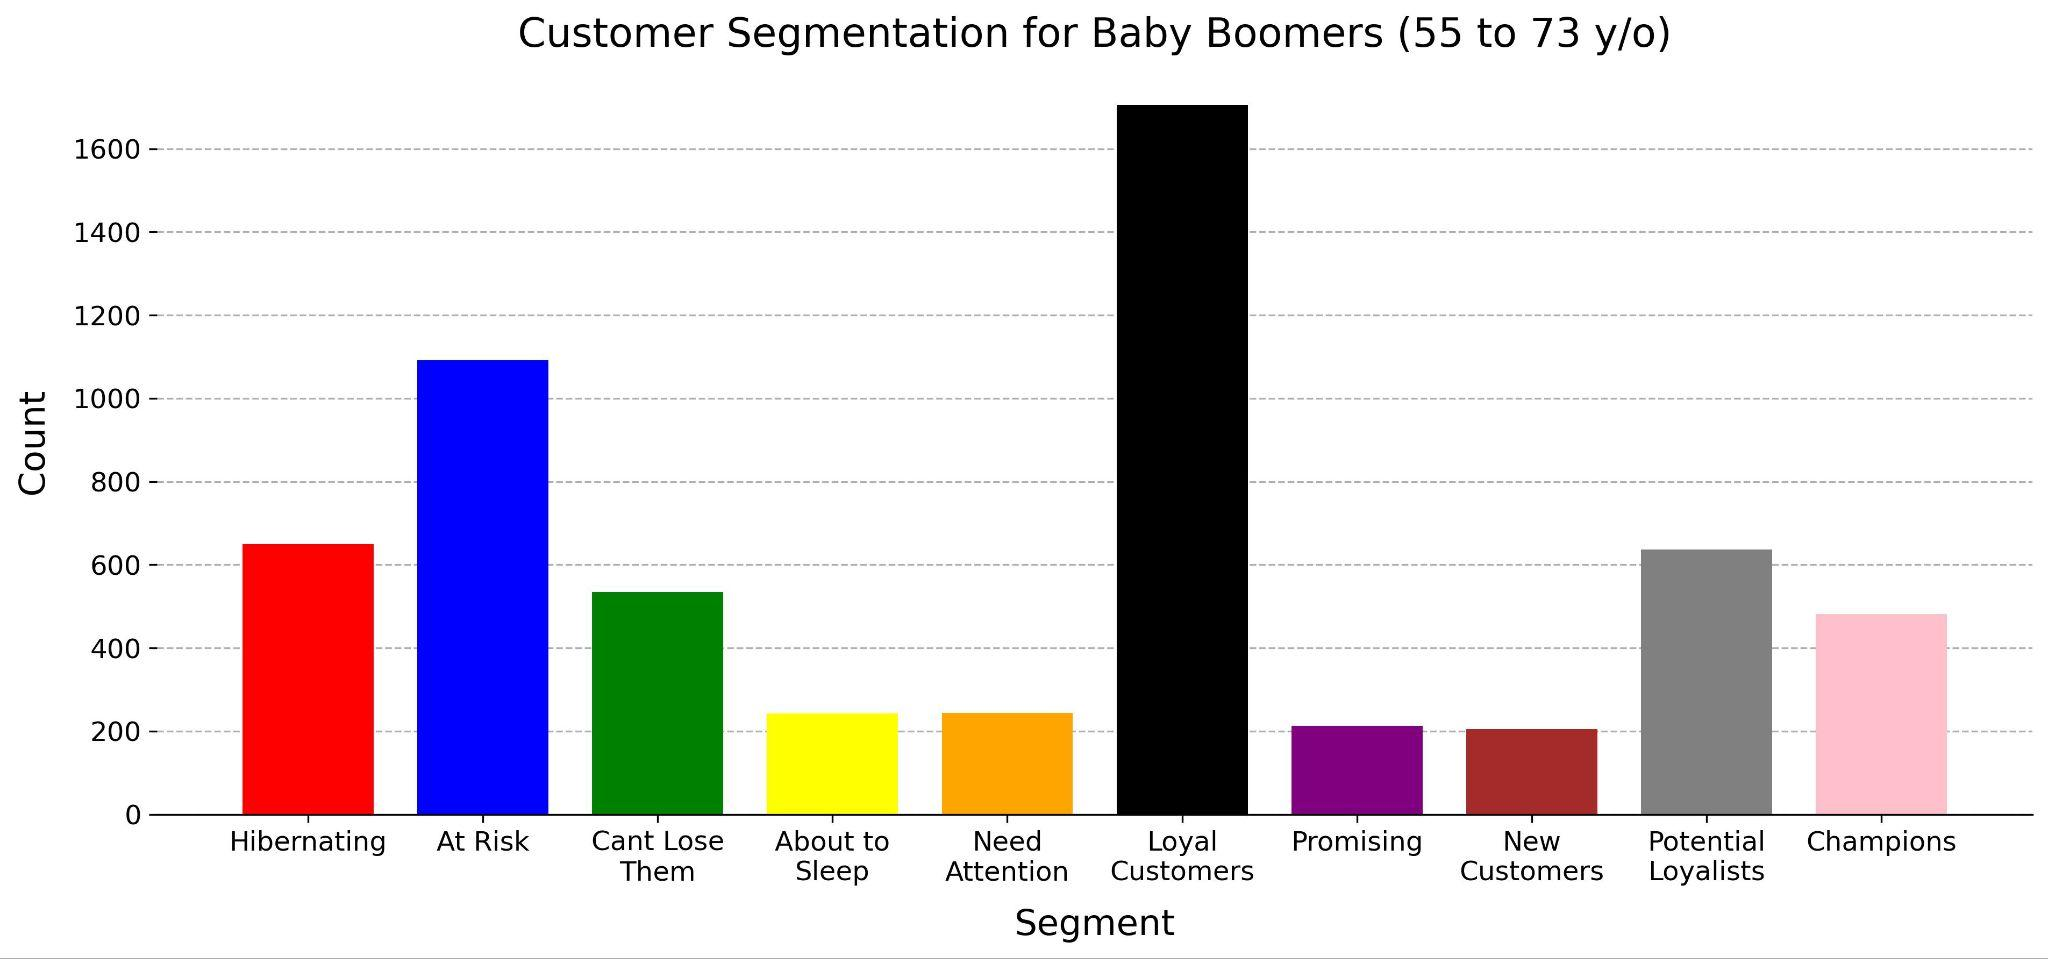 Customer Segmentation for Baby Boomers (55 to 73 y/o)
Count
1600
1400
1200
1000
800
600
400
200
0
Hibernating
At Risk
Cant Lose
Them
About to
Sleep
Need
Attention
Loyal
Customers
Promising
New
Customers
Potential
Loyalists
Champions
Segment